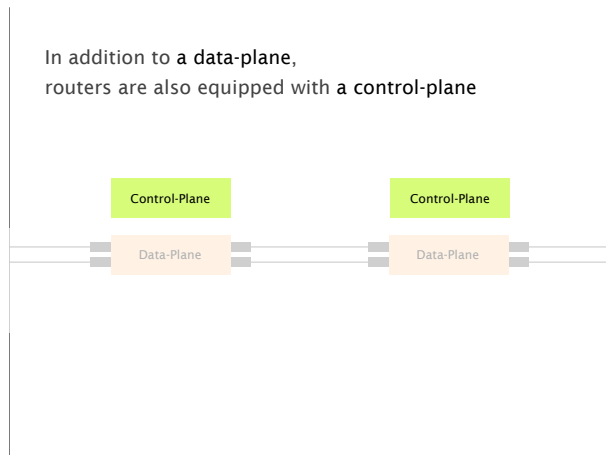 In addition to a data-plane,
routers are also equipped with a control-plane
Control-Plane
Control-Plane
Data-Plane
Data-Plane